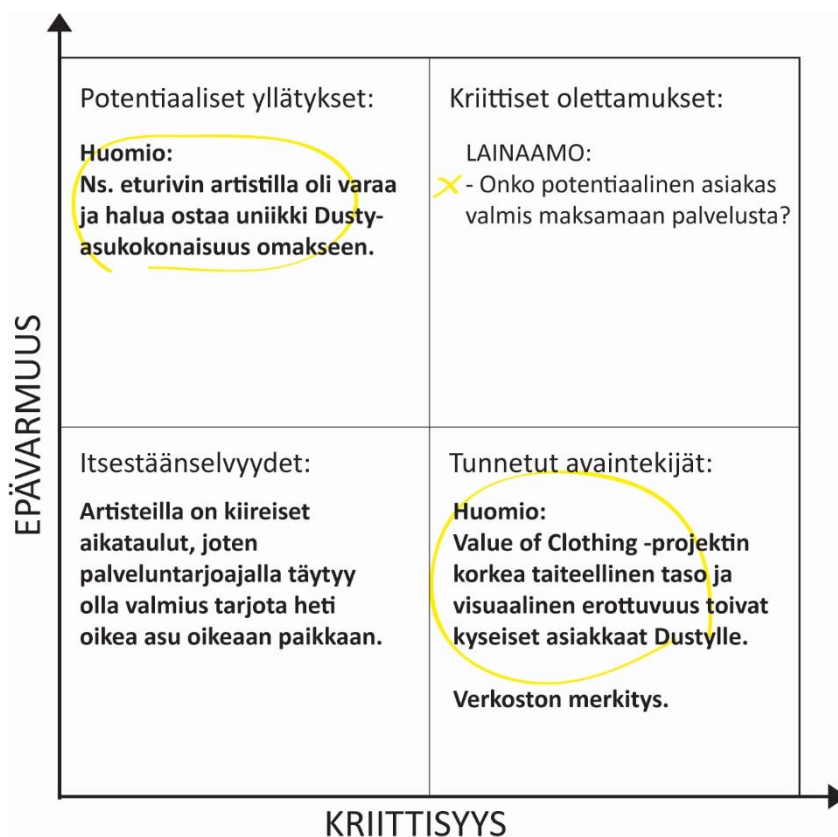 Potentiaaliset yllätykset:
Huomio:
Ns. eturivin artistilla oli varaa
ja halua ostaa uniikki Dusty-
asukokonaisuus omakseen.
Kriittiset olettamukset:
LAINAAMO:
- Onko potentiaalinen asiakas
valmis maksamaan palvelusta?
EPÄVARMUUS
Itsestäänselvyydet:
Artisteilla on kiireiset
aikataulut, joten
palveluntarjoajalla täytyy
olla valmius tarjota heti
oikea asu oikeaan paikkaan.
Tunnetut avaintekijät:
Huomio:
Value of Clothing -projektin
korkea taiteellinen taso ja
visuaalinen erottuvuus toivat
kyseiset asiakkaat Dustylle.
Verkoston merkitys.
KRIITTISYYS